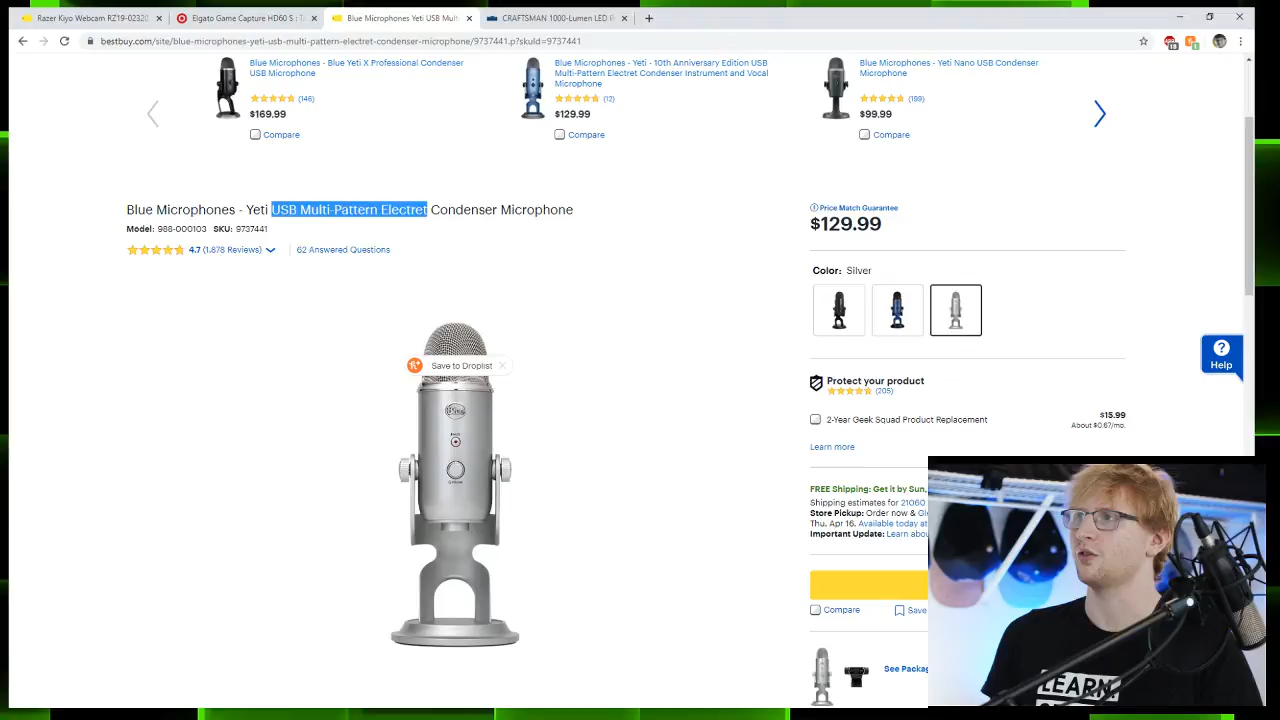 Razer Kiyo Webcam RZ19-02320
Elgato Game Capture HD60 S : Ta
Blue Microphones Yeti USB Multi
CRAFTSMAN 1000-Lumen LED
bestbuy.com/site/blue-microphones-yeti-usb-multi-pattern-electret-condenser-microphone/9737441.p?skuId=9737441
Blue Microphones - Blue Yeti X Professional Condenser
USB Microphone
(146)
$169.99
Compare
Blue Microphones - Yeti - 10th Anniversary Edition USB
Multi-Pattern Electret Condenser Instrument and Vocal
Microphone
(12)
$129.99
Compare
Blue Microphones - Yeti Nano USB Condenser
Microphone
(199)
$99.99
Compare
Blue Microphones - Yeti USB Multi-Pattern Electret Condenser Microphone
Model: 988-000103 SKU: 9737441
4.7 (1,878 Reviews)
62 Answered Questions
Save to Droplist
Price Match Guarantee
$129.99
Color: Silver
Protect your product
(205)
2-Year Geek Squad Product Replacement
$15.99
About $0.67/mo.
Learn more
?
Help
FREE Shipping: Get it by Sun,
Shipping estimates for 21060
Store Pickup: Order now &
Thu, Apr 16. Available today at
Important Update: Learn abou
Compare
Save
See Packag
LEARN.